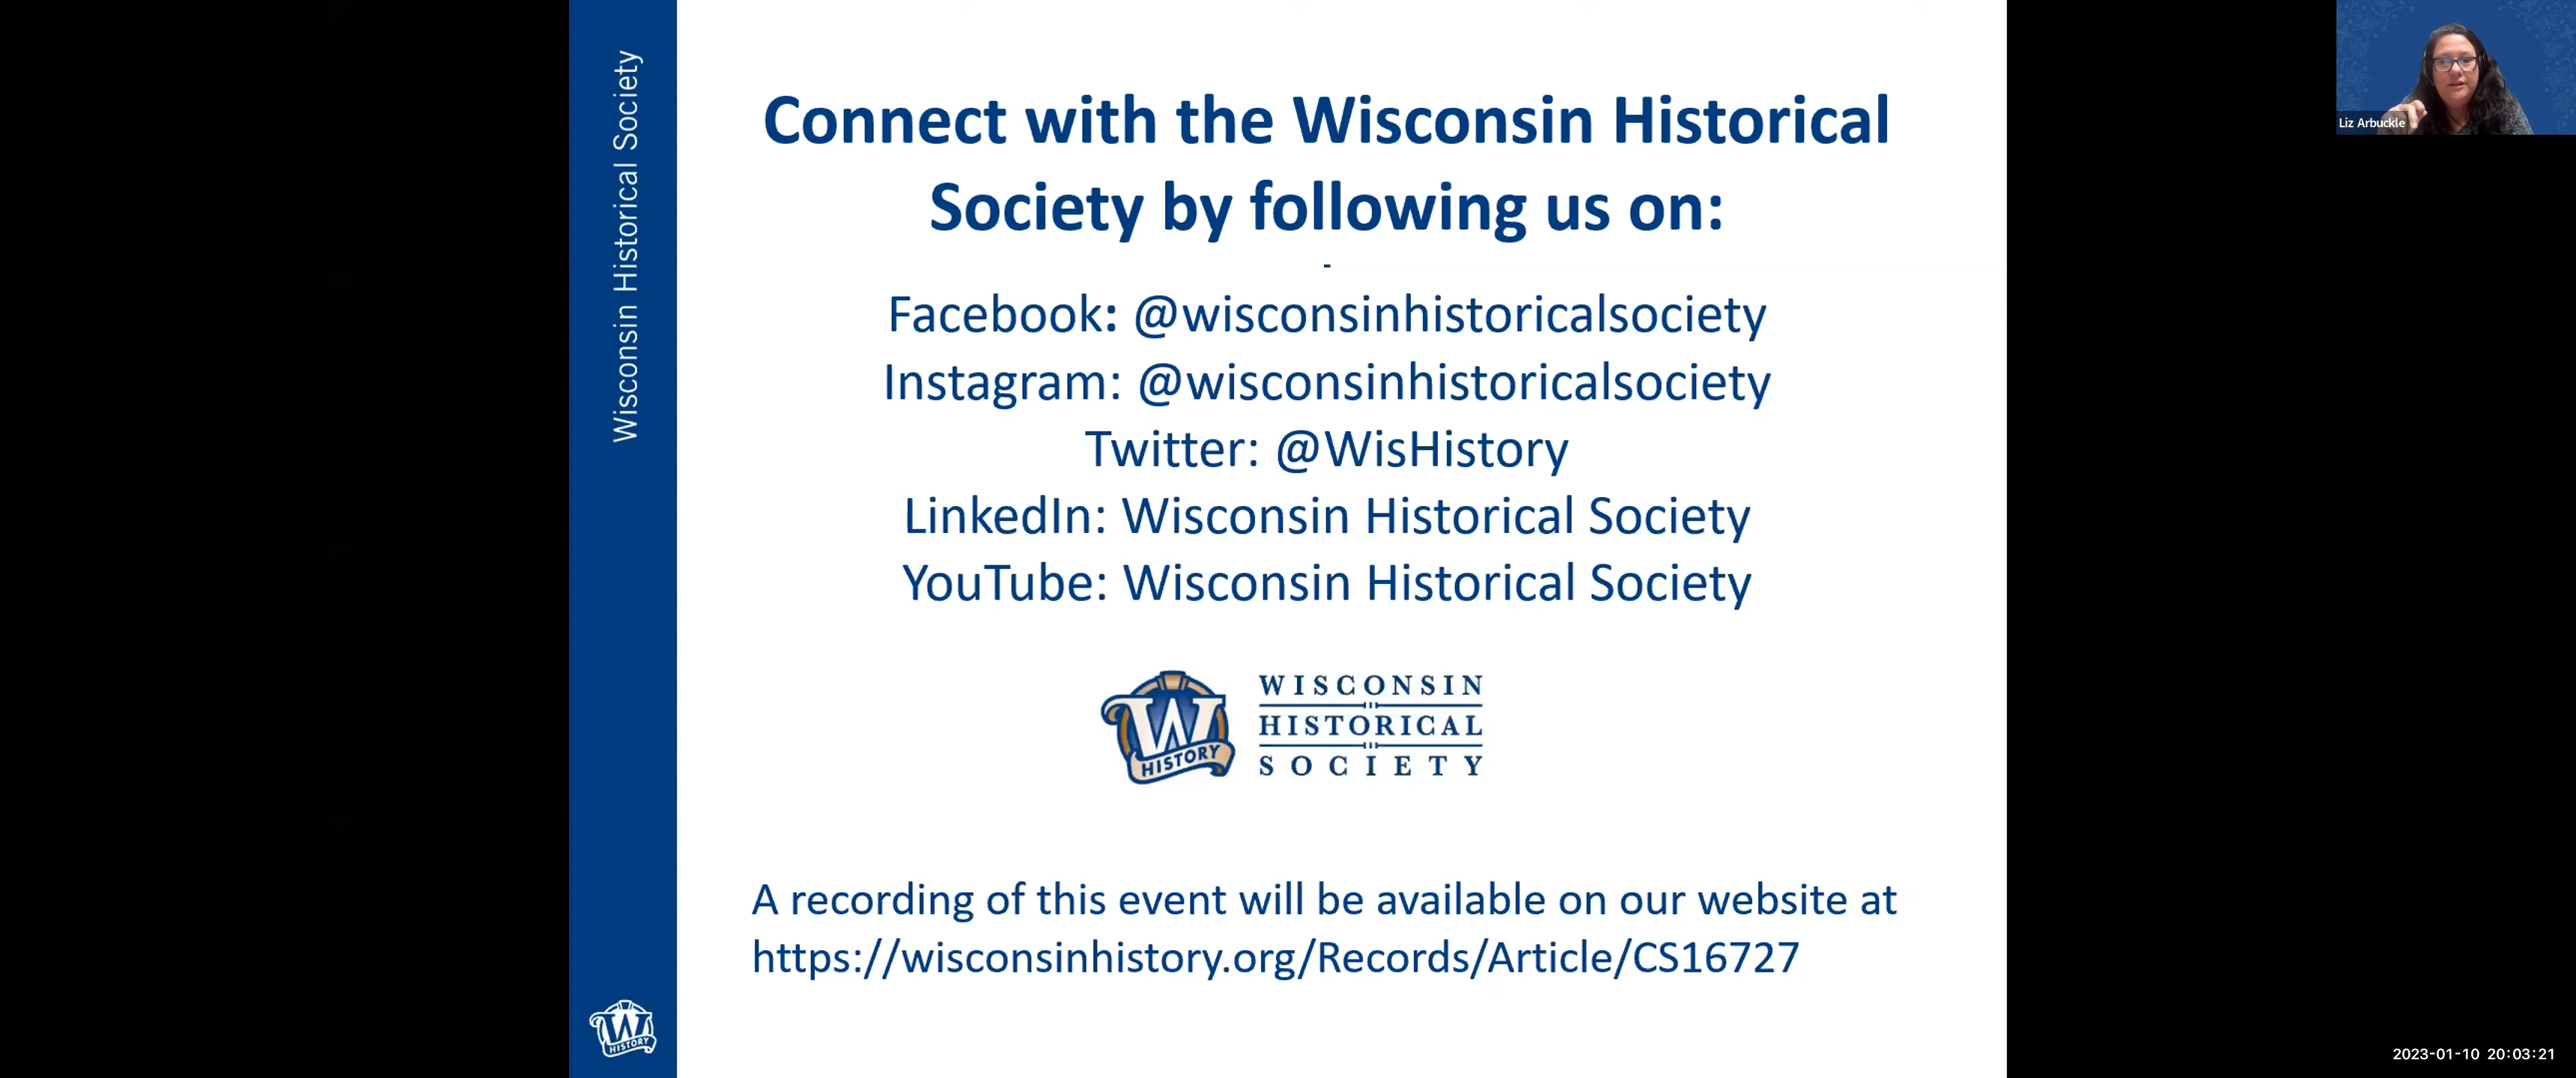 Wisconsin Historical Society
Connect with the Wisconsin Historical
Society by following us on:
-
Facebook: @wisconsinhistoricalsociety
Instagram: @wisconsinhistoricalsociety
Twitter: @WisHistory
LinkedIn: Wisconsin Historical Society
YouTube: Wisconsin Historical Society
W
HISTORY
WISCONSIN
HISTORICAL
SOCIETY
A recording of this event will be available on our website at
https://wisconsinhistory.org/Records/Article/CS16727
W
HISTORY
Liz Arbuckle
2023-01-10 20:03:21